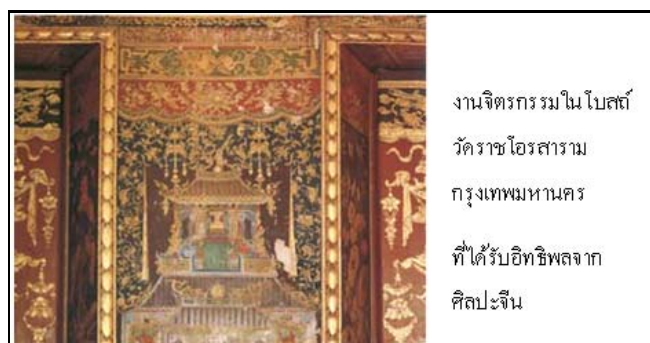 งานจิตรกรรมในโบสถ์
วัดราชโอรสาราม
กรุงเทพมหานคร
ที่ได้รับอิทธิพลจาก
ศิลปะจีน